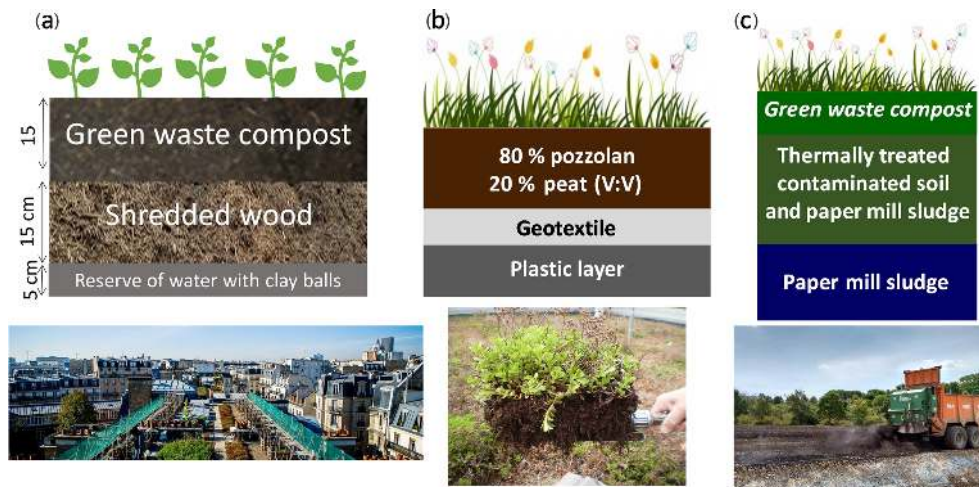 (a)
15
Green waste compost
15 cm
Shredded wood
5 cm
Reserve of water with clay balls
(b)
80 % pozzolan
20 % peat (V:V)
Geotextile
Plastic layer
(c)
Green waste compost
Thermally treated
contaminated soil
and paper mill sludge
Paper mill sludge